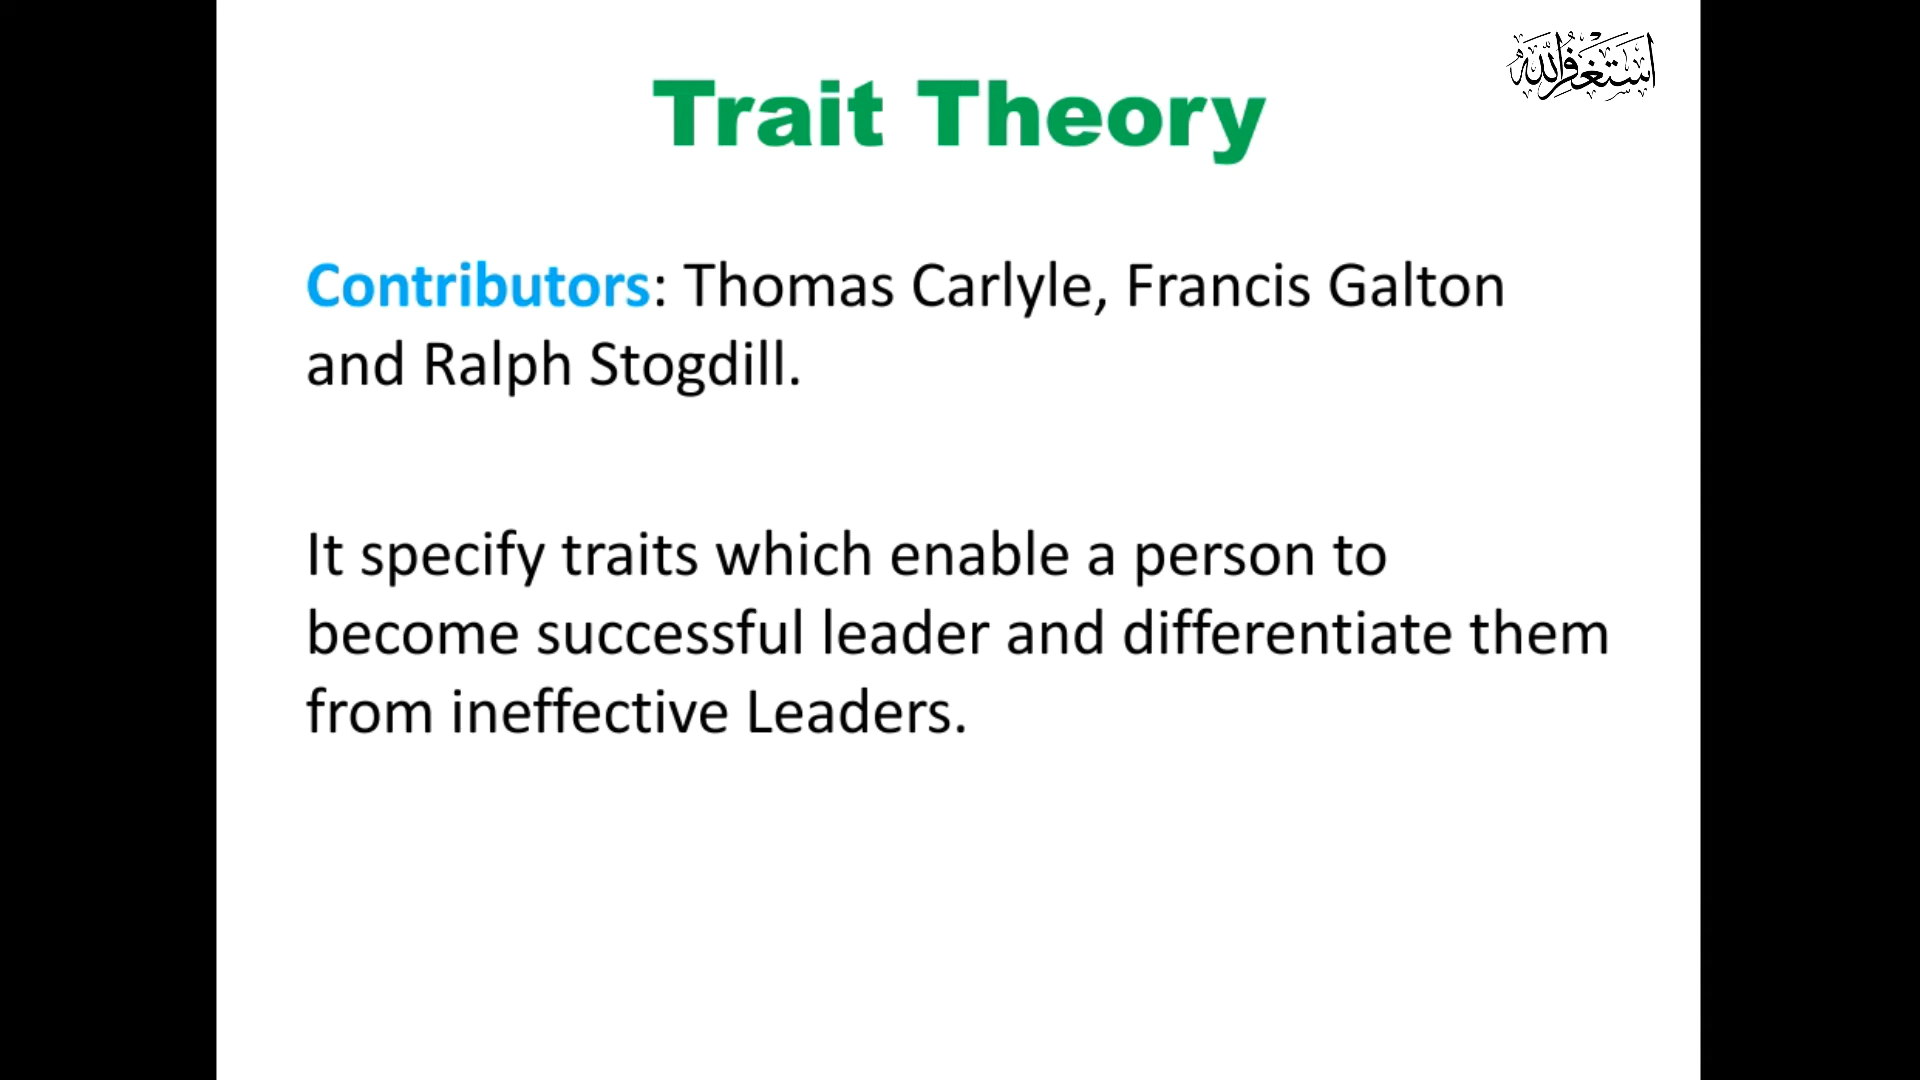 أستغفر الله
Trait Theory
Contributors: Thomas Carlyle, Francis Galton
and Ralph Stogdill.
It specify traits which enable a person to
become successful leader and differentiate them
from ineffective Leaders.